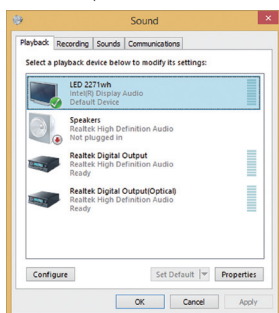 Sound
Playback Recording Sounds Communications
Select a playback device below to modify its settings:
LED 2271wh
Intel(R) Display Audio
Default Device
Speakers
Realtek High Definition Audio
Not plugged in
Realtek Digital Output
Realtek High Definition Audio
Ready
Realtek Digital Output(Optical)
Realtek High Definition Audio
Ready
Configure Set Default Properties
OK Cancel Apply